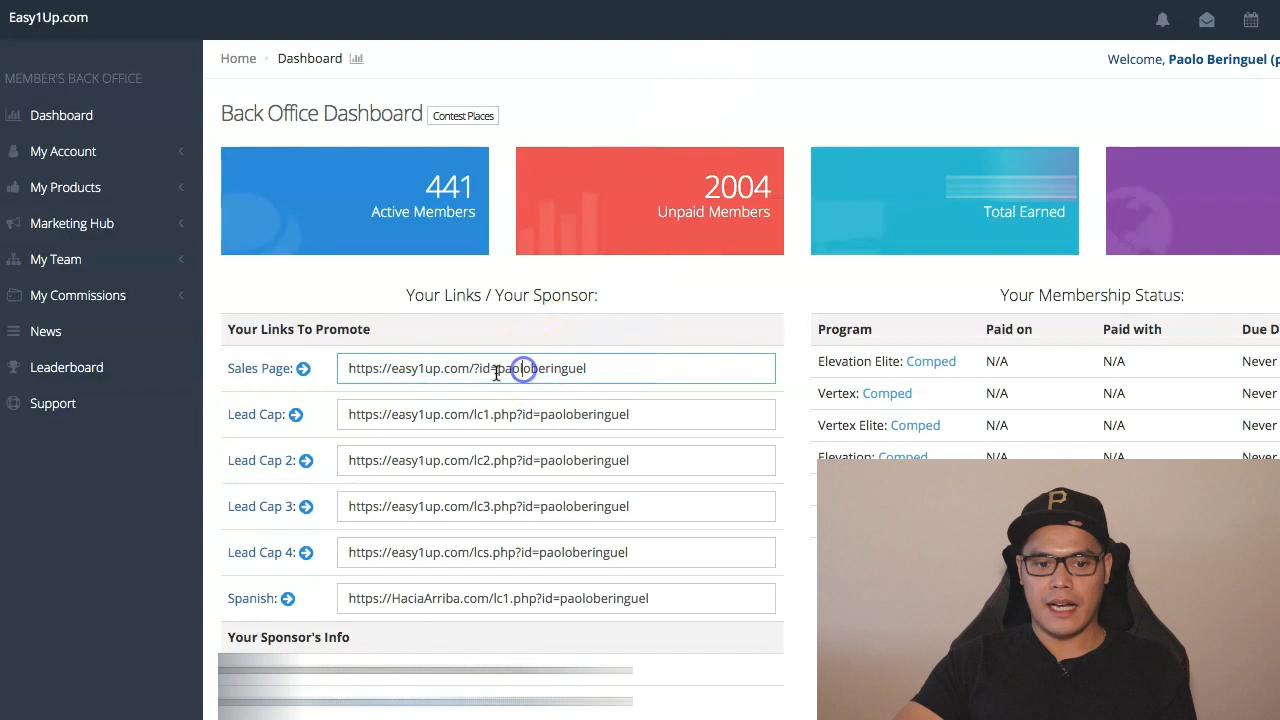 Easy1Up.com
MEMBER'S BACK OFFICE
Dashboard
My Account
My Products
Marketing Hub
My Team
My Commissions
News
Leaderboard
Support
Home Dashboard
Welcome, Paolo Beringuel (p
Back Office Dashboard Contest Places
441
Active Members
2004
Unpaid Members
Total Earned
Your Links / Your Sponsor:
Your Links To Promote
Sales Page: https://easy1up.com/?id=paoloberinguel
Lead Cap: https://easy1up.com/lc1.php?id=paoloberinguel
Lead Cap 2: https://easy1up.com/lc2.php?id=paoloberinguel
Lead Cap 3: https://easy1up.com/lc3.php?id=paoloberinguel
Lead Cap 4: https://easy1up.com/lcs.php?id=paoloberinguel
Spanish: https://HaciaArriba.com/lc1.php?id=paoloberinguel
Your Sponsor's Info
Your Membership Status:
Program Paid on Paid with Due D
Elevation Elite: Comped N/A N/A Never
Vertex: Comped N/A N/A Never
Vertex Elite: Comped N/A N/A Never
Elevation: Comped N/A N/A Never
P